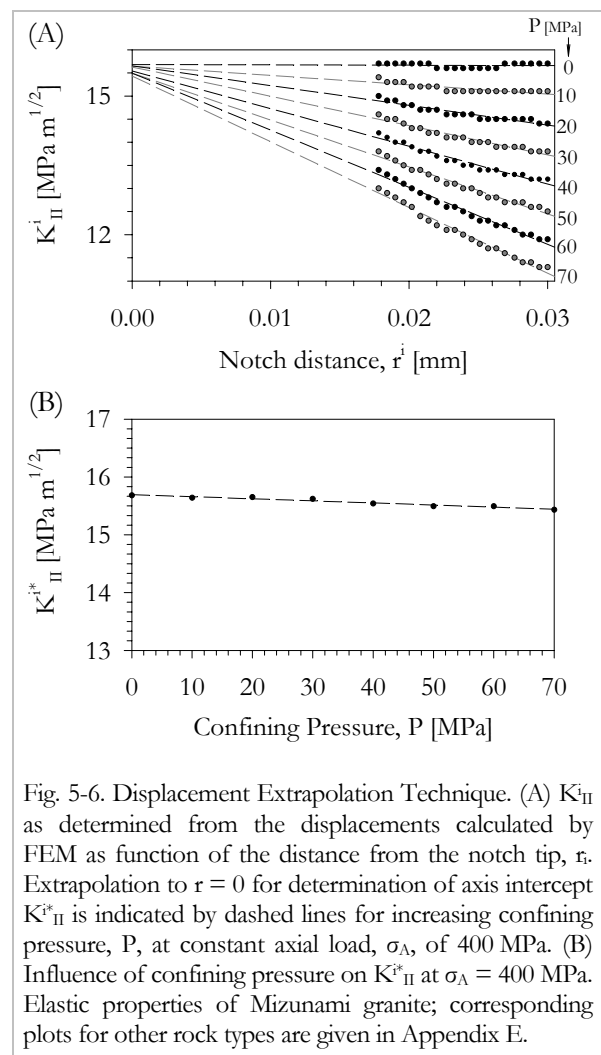 (A)
P [MPa]
0
10
20
30
40
50
60
70
15
12
K^i_II [MPa m^1/2]
0.00 0.01 0.02 0.03
Notch distance, r^i [mm]
(B)
17
16
15
14
13
K^i*_II [MPa m^1/2]
0 10 20 30 40 50 60 70
Confining Pressure, P [MPa]
Fig. 5-6. Displacement Extrapolation Technique. (A) K^i_II
as determined from the displacements calculated by
FEM as function of the distance from the notch tip, r_i.
Extrapolation to r = 0 for determination of axis intercept
K^i*_II is indicated by dashed lines for increasing confining
pressure, P, at constant axial load, σ_A, of 400 MPa. (B)
Influence of confining pressure on K^i*_II at σ_A = 400 MPa.
Elastic properties of Mizunami granite; corresponding
plots for other rock types are given in Appendix E.